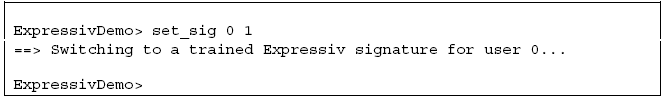 ExpressivDemo> set_sig 0 1
==> Switching to a trained Expressiv signature for user 0...
ExpressivDemo>